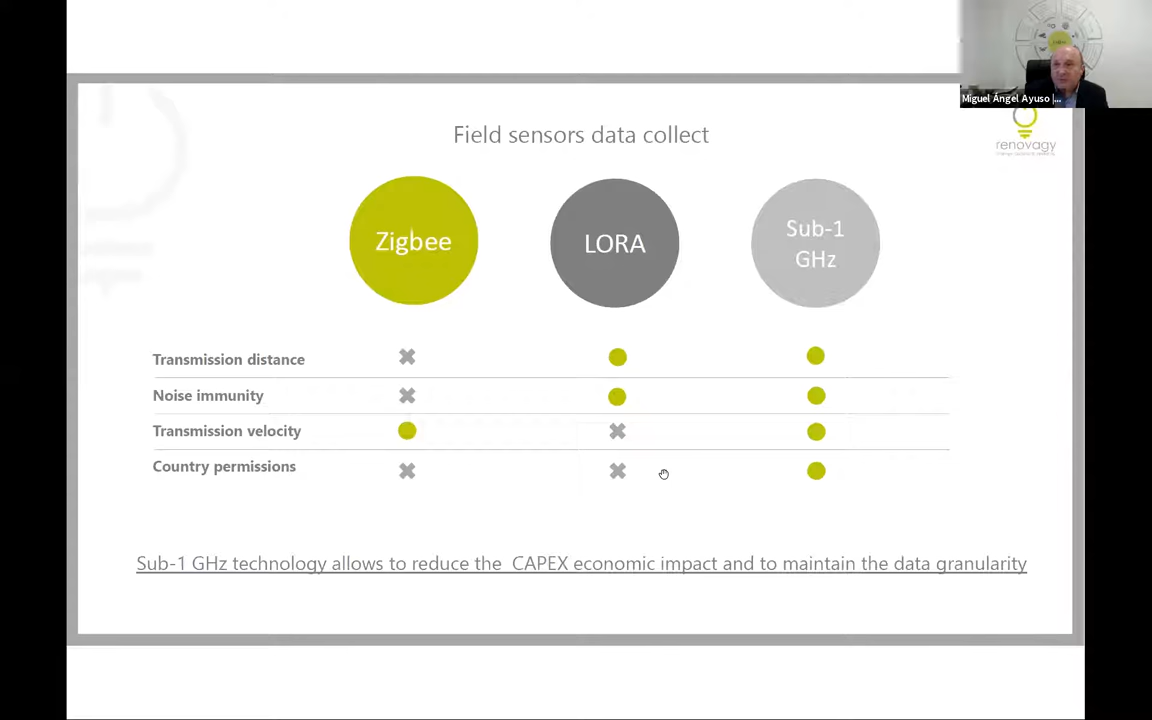 Miguel Ángel Ayuso |...
renovagy
Field sensors data collect
Zigbee
LORA
Sub-1
GHz
Transmission distance
Noise immunity
Transmission velocity
Country permissions
Sub-1 GHz technology allows to reduce the CAPEX economic impact and to maintain the data granularity